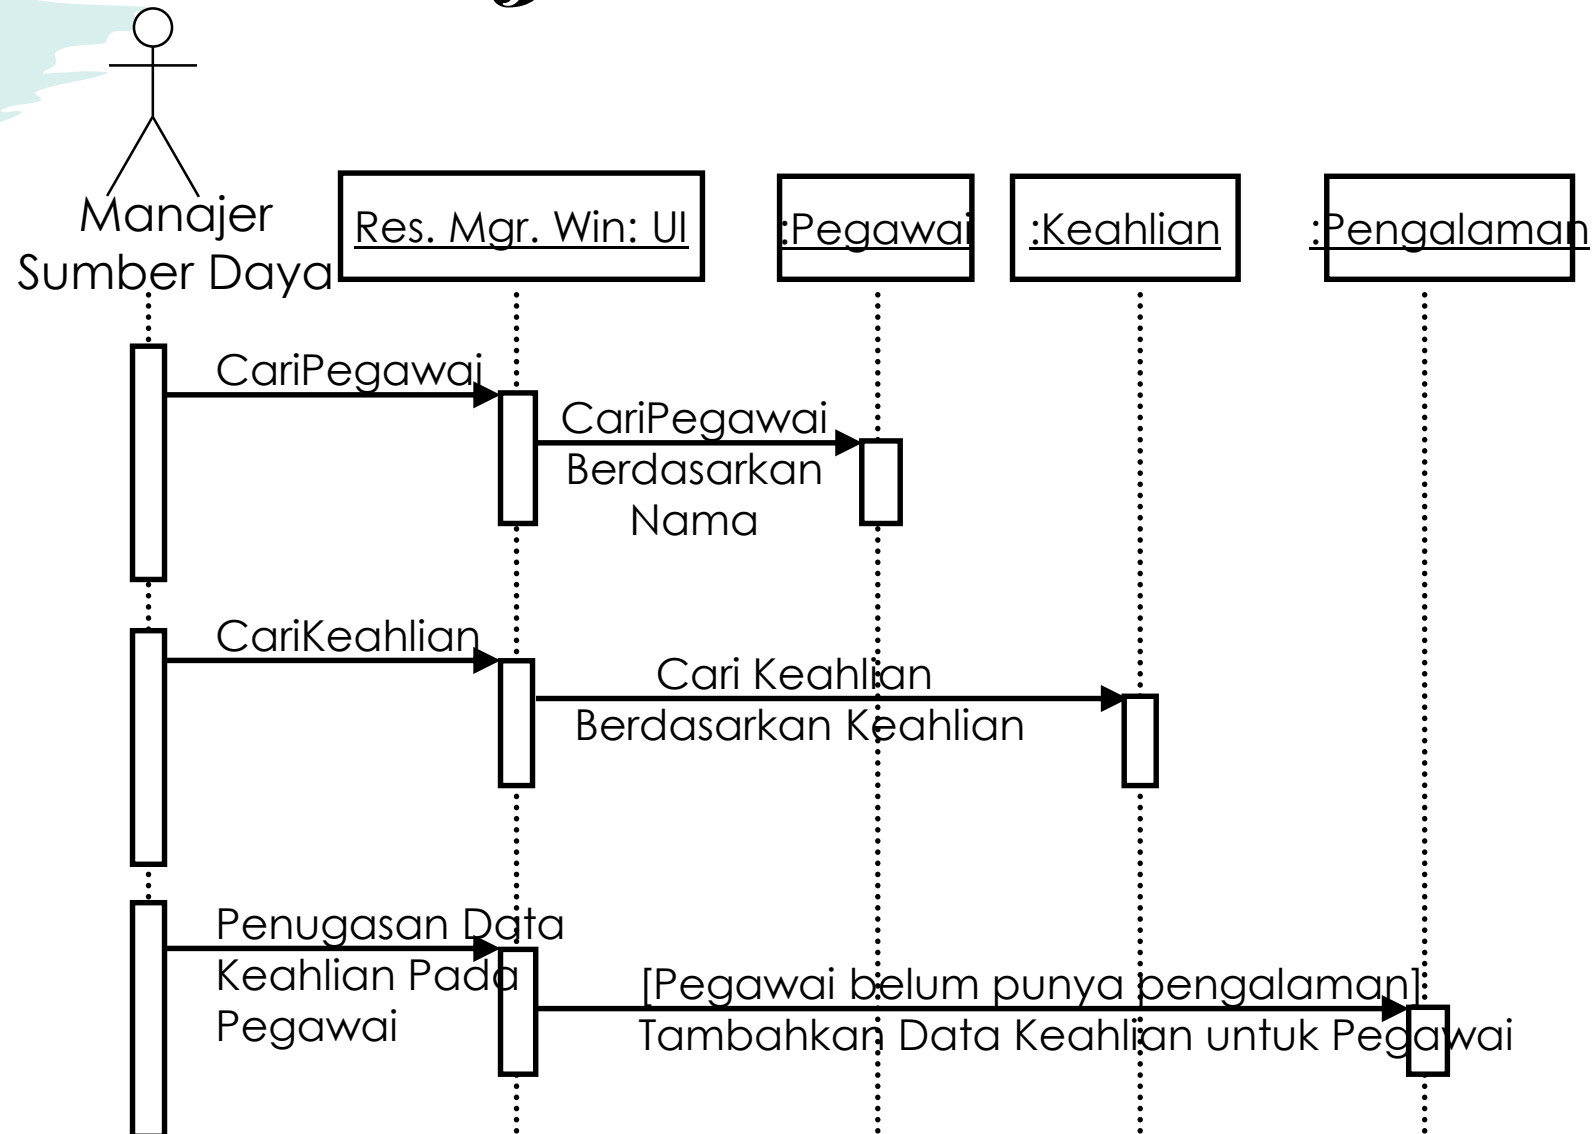 Manajer
Sumber Daya
Res. Mgr. Win: UI
:Pegawai
:Keahlian
:Pengalaman
CariPegawai
CariPegawai
Berdasarkan
Nama
CariKeahlian
Cari Keahlian
Berdasarkan Keahlian
Penugasan Data
Keahlian Pada
Pegawai
[Pegawai belum punya pengalaman]
Tambahkan Data Keahlian untuk Pegawai